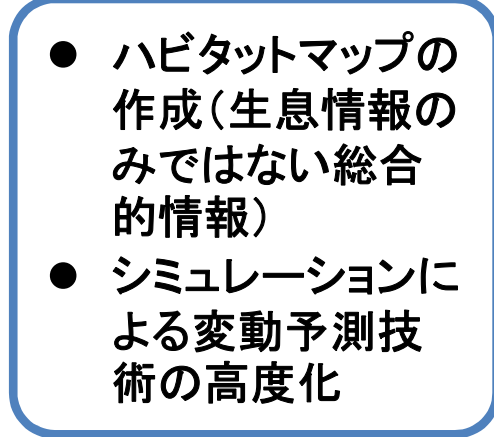 ● ハビタットマップの
作成(生息情報の
みではない総合
的情報)
● シミュレーションに
よる変動予測技
術の高度化